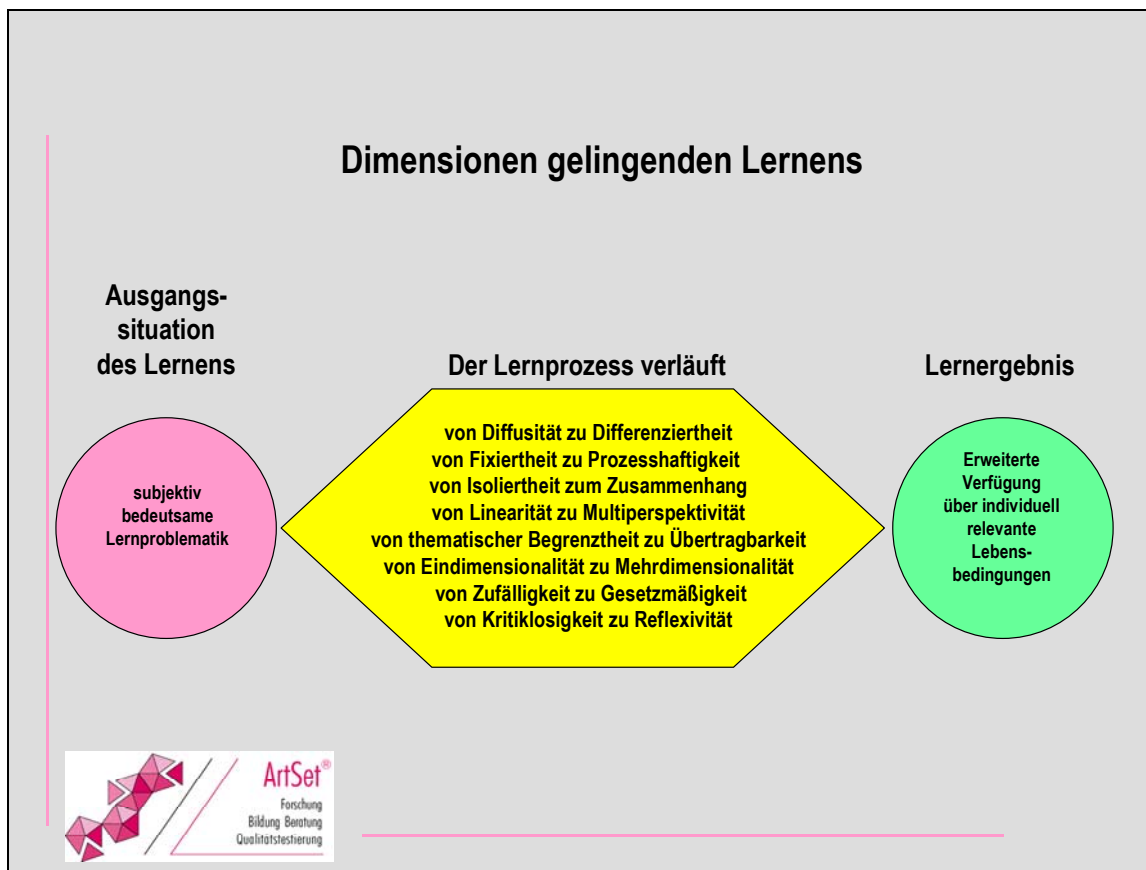 Dimensionen gelingenden Lernens
Ausgangs-
situation
des Lernens
subjektiv
bedeutsame
Lernproblematik
Der Lernprozess verläuft
von Diffusität zu Differenziertheit
von Fixiertheit zu Prozesshaftigkeit
von Isoliertheit zum Zusammenhang
von Linearität zu Multiperspektivität
von thematischer Begrenztheit zu Übertragbarkeit
von Eindimensionalität zu Mehrdimensionalität
von Zufälligkeit zu Gesetzmäßigkeit
von Kritiklosigkeit zu Reflexivität
Lernergebnis
Erweiterte
Verfügung
über individuell
relevante
Lebens-
bedingungen
ArtSet®
Forschung
Bildung Beratung
Qualitätstestierung